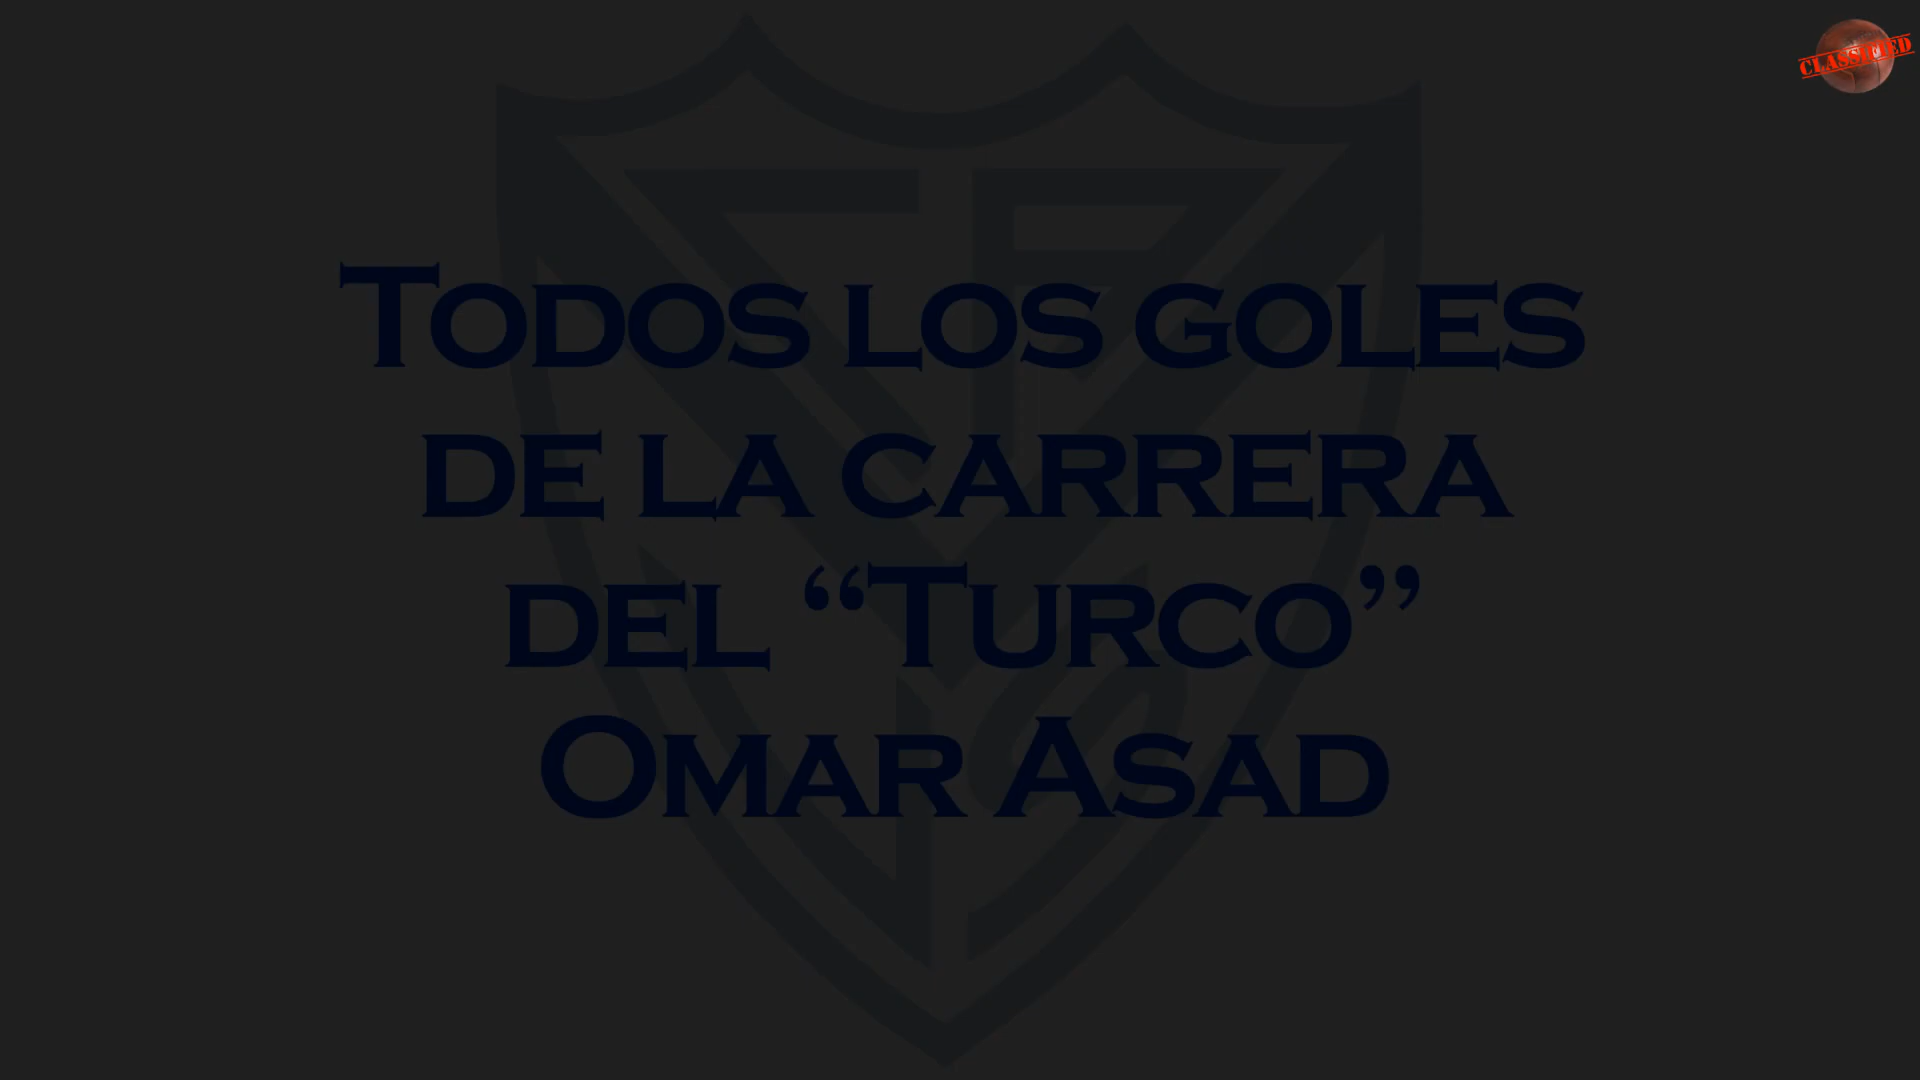 CLASSIFIED
Todos los goles
de la carrera
del “Turco”
Omar Asad